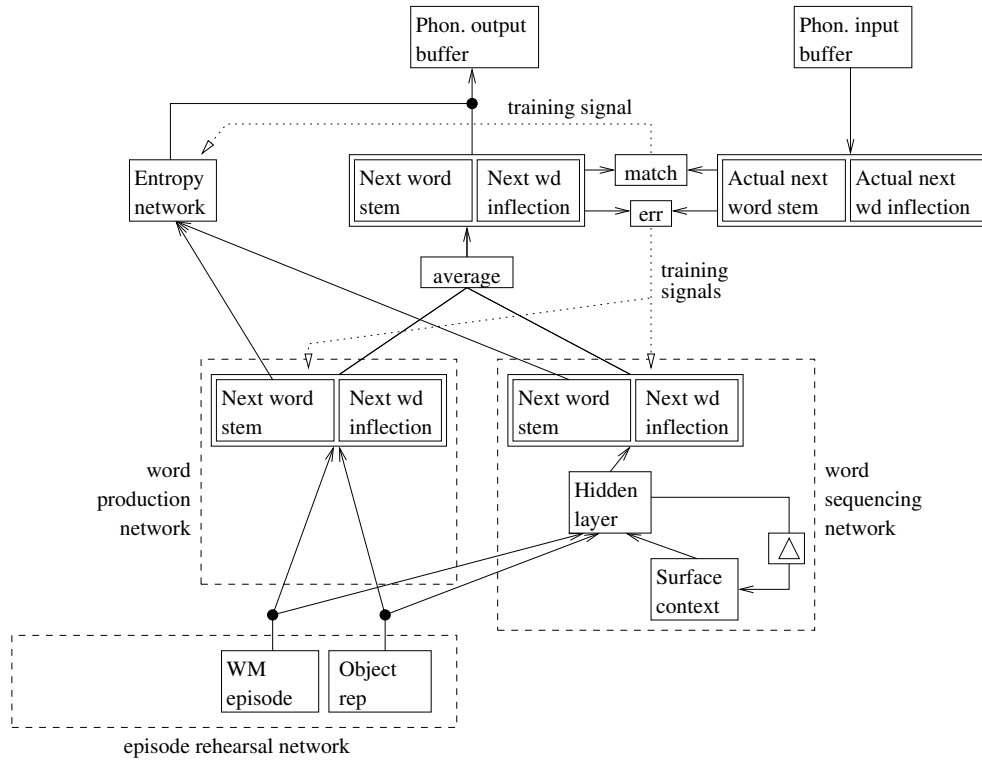 Phon. output
buffer
Phon. input
buffer
training signal
Entropy
network
Next word
stem
Next wd
inflection
match
err
Actual next
word stem
Actual next
wd inflection
average
training
signals
Next word
stem
Next wd
inflection
Next word
stem
Next wd
inflection
word
production
network
Hidden
layer
word
sequencing
network
Surface
context
WM
episode
Object
rep
episode rehearsal network